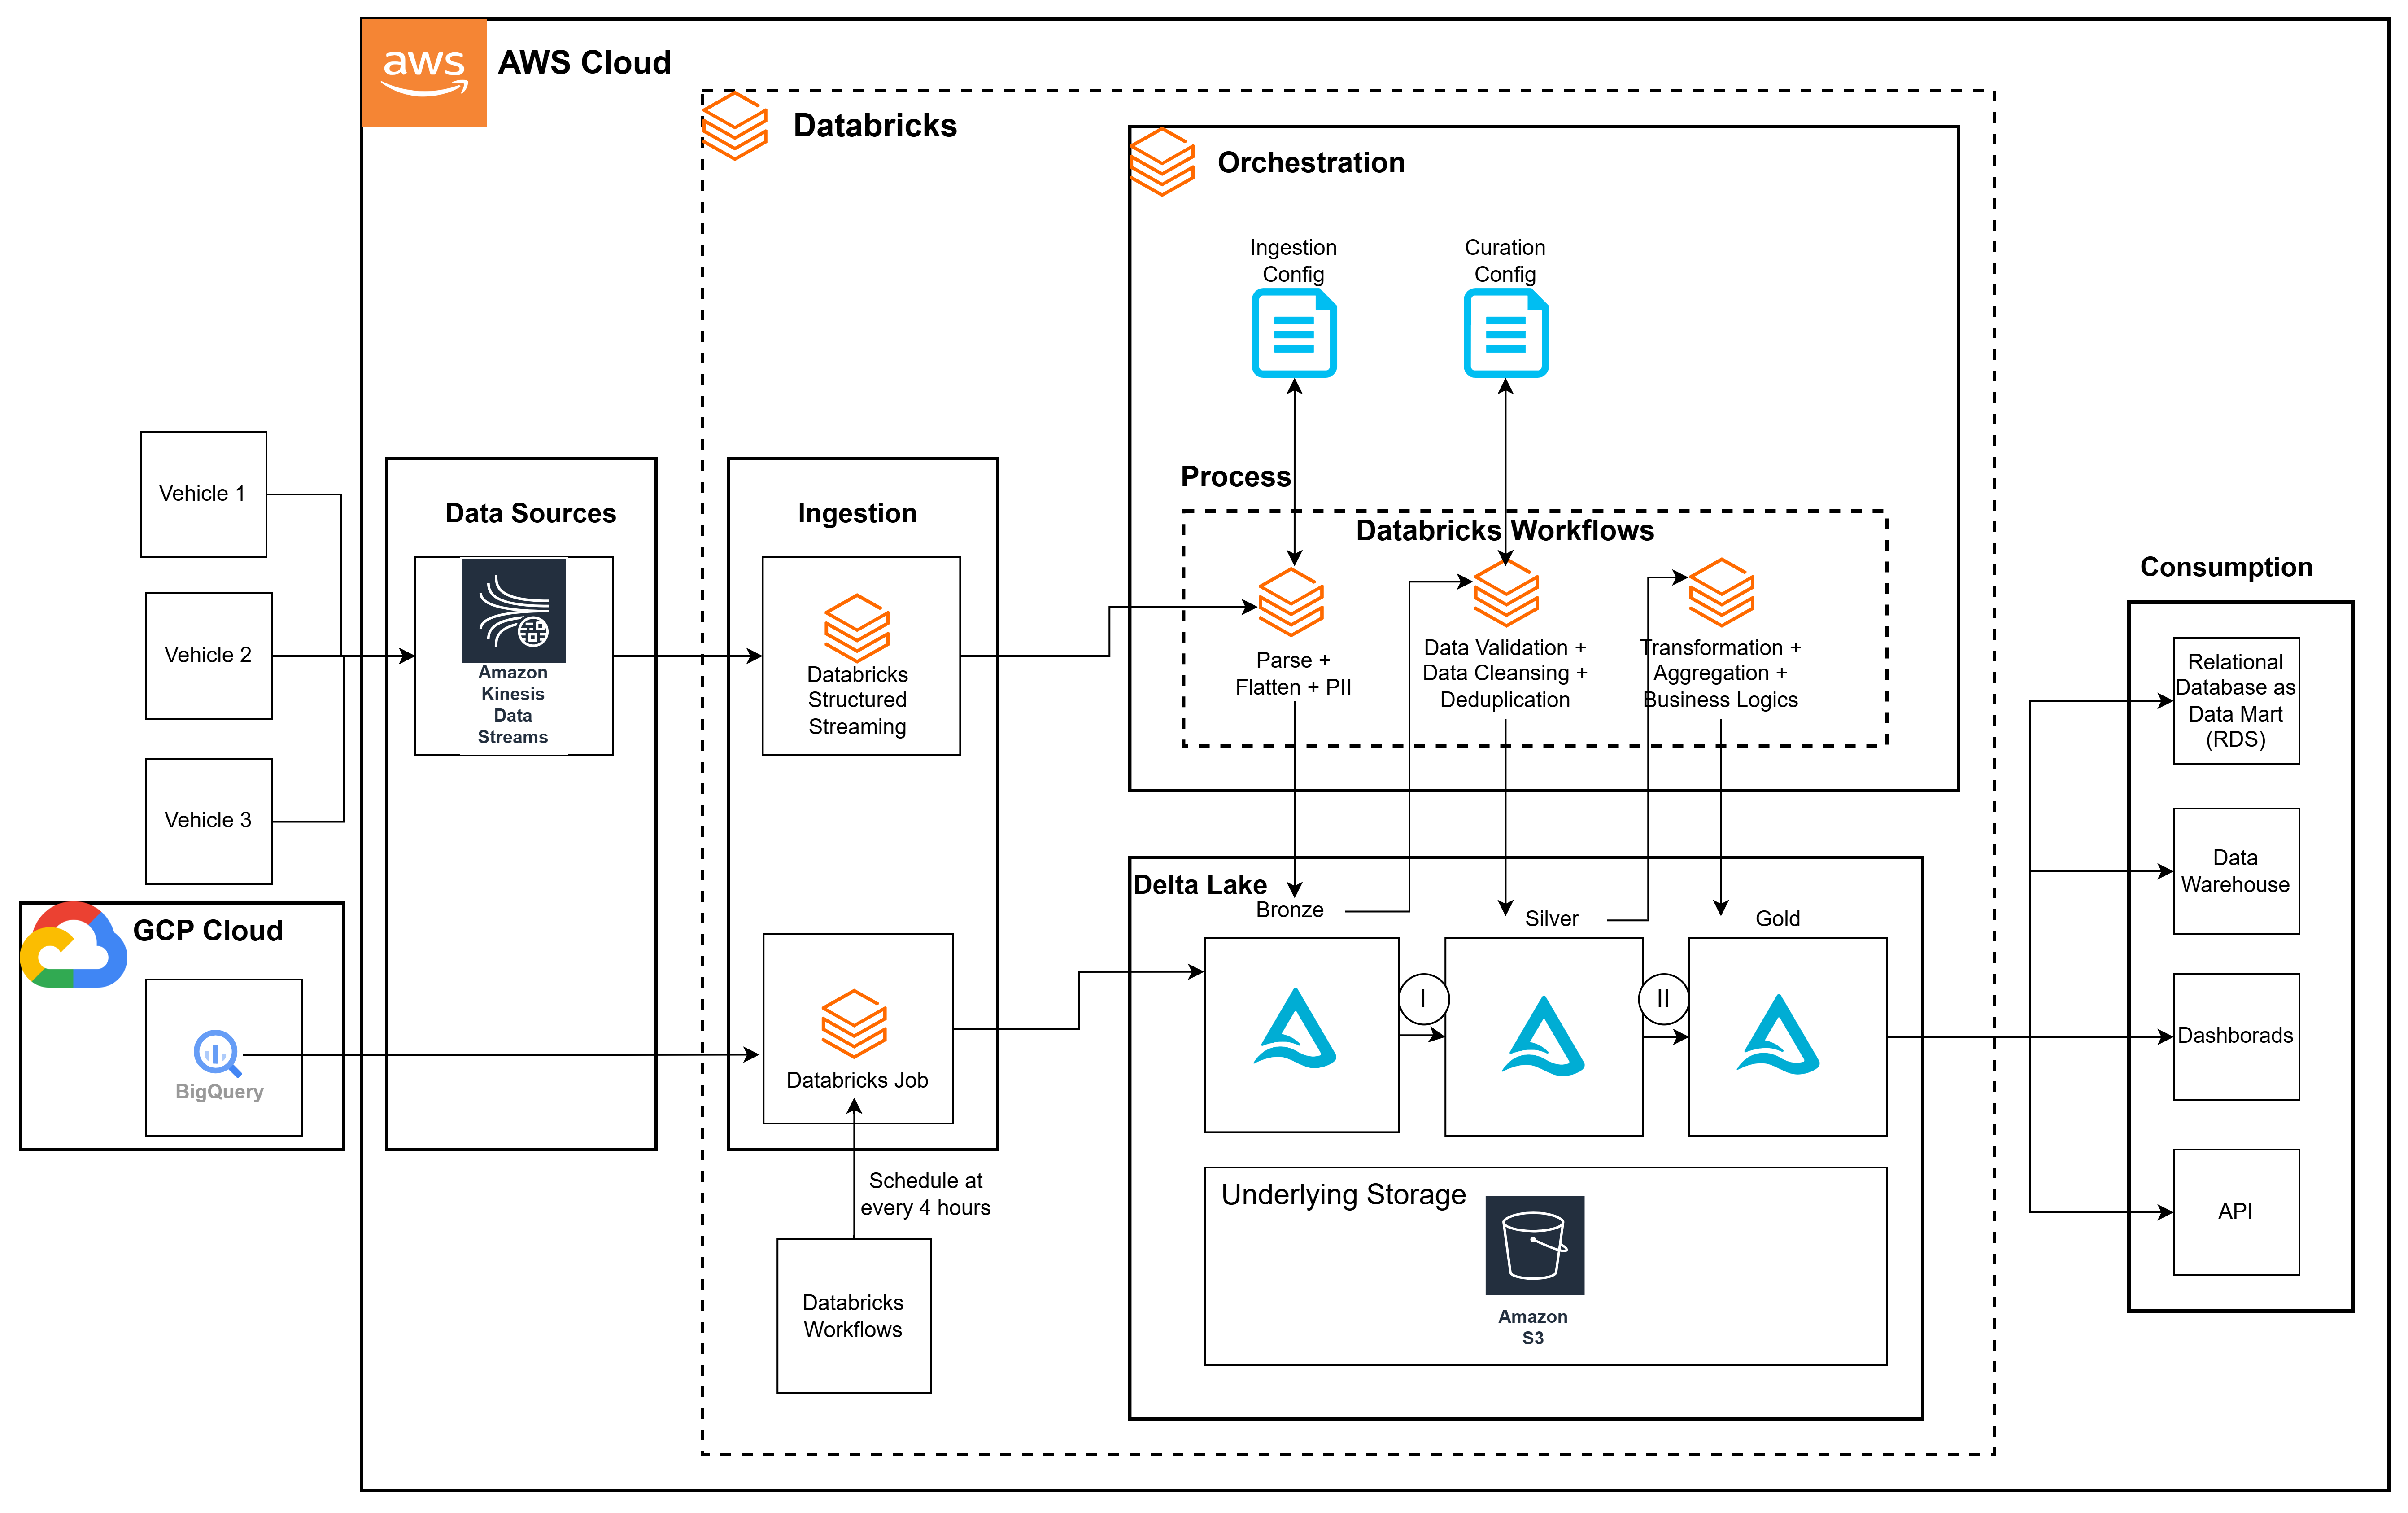 aws
AWS Cloud
Databricks
Orchestration
Ingestion
Config
Curation
Config
Process
Databricks Workflows
Parse +
Flatten + PII
Data Validation +
Data Cleansing +
Deduplication
Transformation +
Aggregation +
Business Logics
Vehicle 1
Vehicle 2
Vehicle 3
Data Sources
Amazon
Kinesis
Data
Streams
Ingestion
Databricks
Structured
Streaming
GCP Cloud
BigQuery
Databricks Job
Schedule at
every 4 hours
Databricks
Workflows
Delta Lake
Bronze
Silver
Gold
I
II
Underlying Storage
Amazon
S3
Consumption
Relational
Database as
Data Mart
(RDS)
Data
Warehouse
Dashborads
API